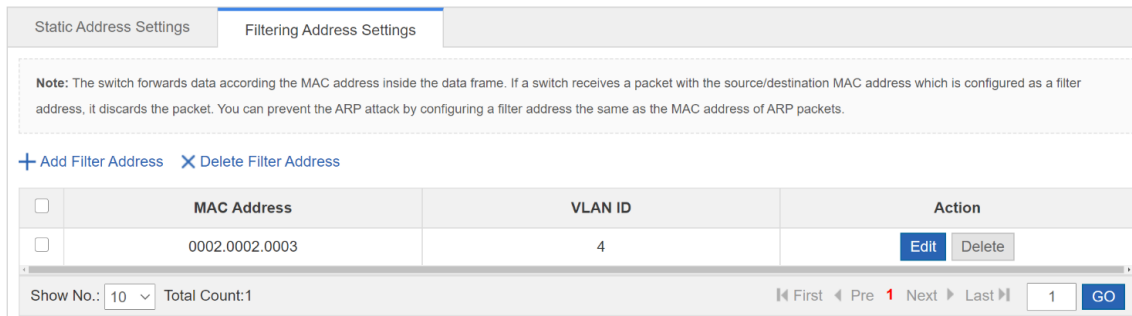 Static Address Settings
Filtering Address Settings
Note: The switch forwards data according the MAC address inside the data frame. If a switch receives a packet with the source/destination MAC address which is configured as a filter
address, it discards the packet. You can prevent the ARP attack by configuring a filter address the same as the MAC address of ARP packets.
Add Filter Address Delete Filter Address
MAC Address VLAN ID Action
0002.0002.0003 4 Edit Delete
Show No.: 10 Total Count:1 First Pre 1 Next Last 1 GO